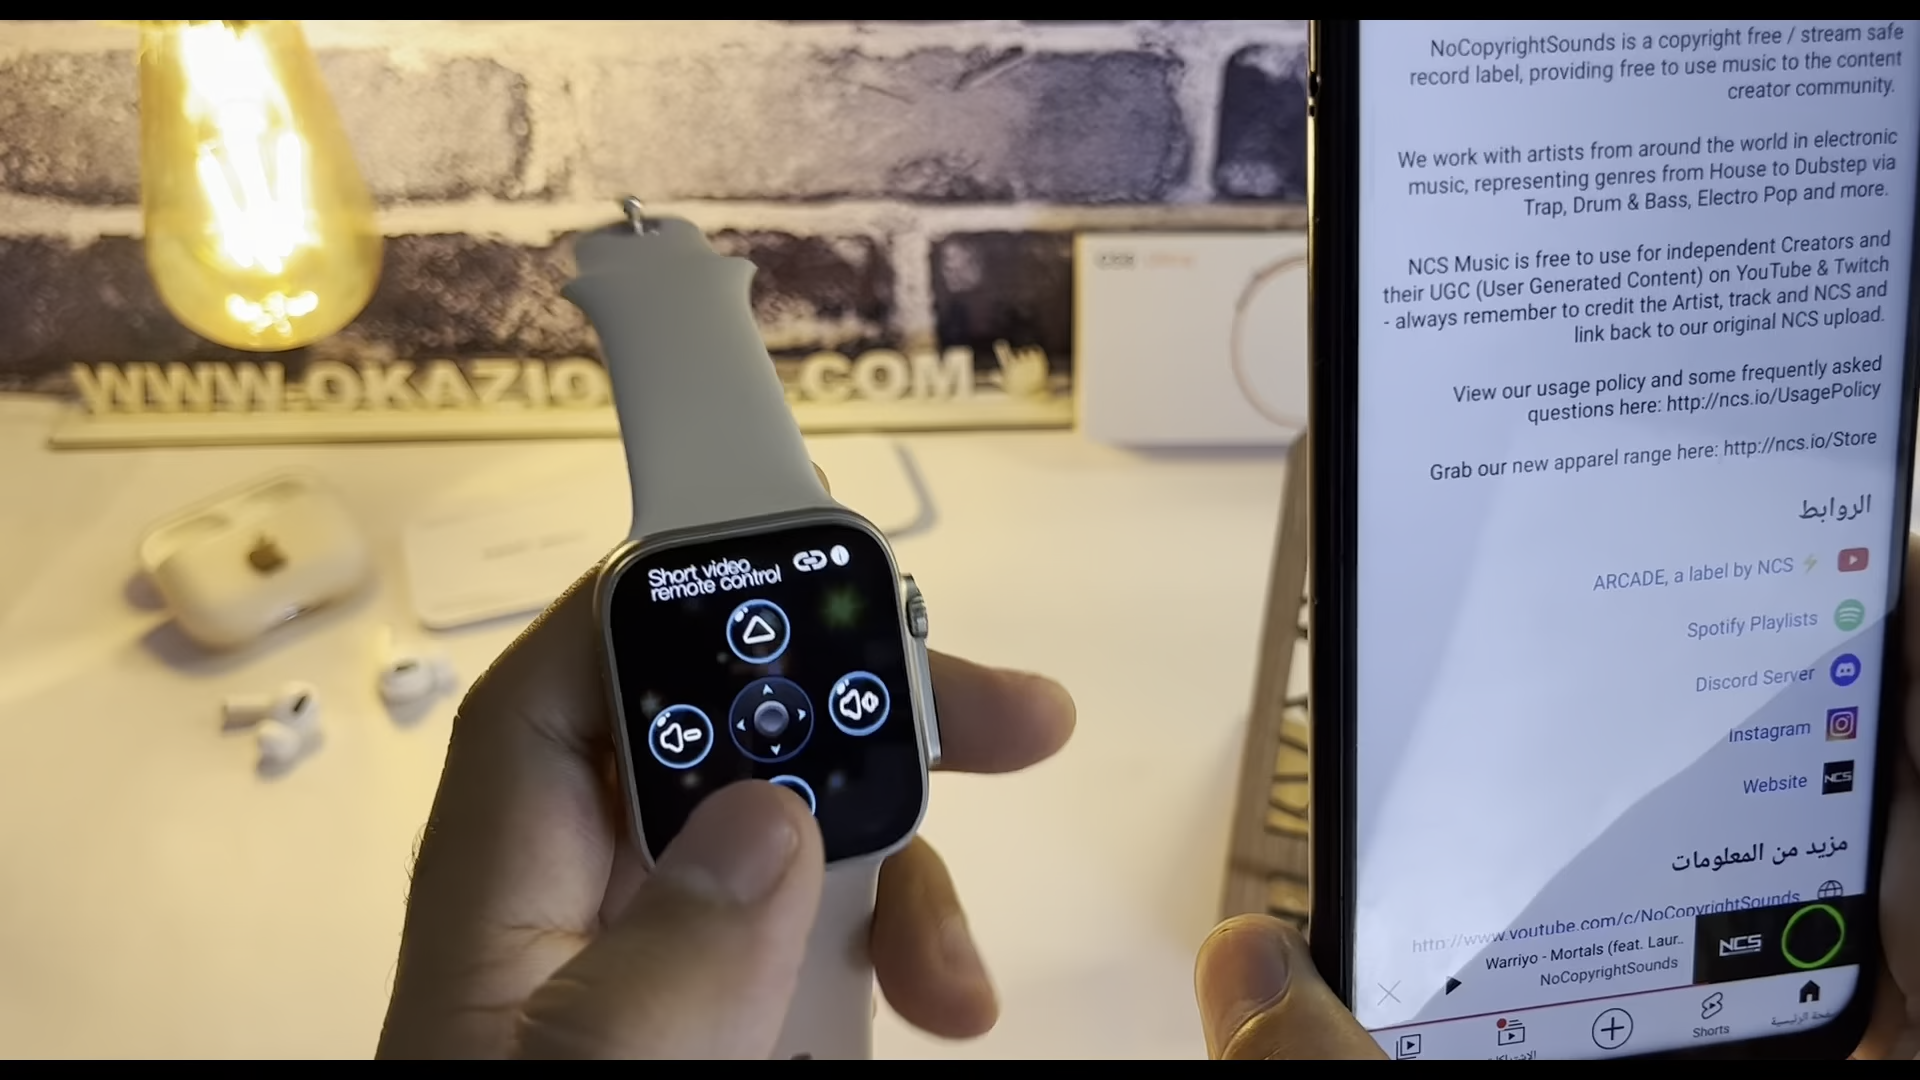 WWW.OKAZIO
.COM
Short video
remote control
NoCopyrightSounds is a copyright free / stream safe
record label, providing free to use music to the content
creator community.
We work with artists from around the world in electronic
music, representing genres from House to Dubstep via
Trap, Drum & Bass, Electro Pop and more.
NCS Music is free to use for independent Creators and
their UGC (User Generated Content) on YouTube & Twitch
- always remember to credit the Artist, track and NCS and
link back to our original NCS upload.
View our usage policy and some frequently asked
questions here: http://ncs.io/UsagePolicy
Grab our new apparel range here: http://ncs.io/Store
الروابط
ARCADE, a label by NCS ⚡
Spotify Playlists
Discord Server
Instagram
Website
NCS
مزيد من المعلومات
http://www.youtube.com/c/NoCopyrightSounds
Warriyo - Mortals (feat. Laur..
NoCopyrightSounds
NCS
Shorts